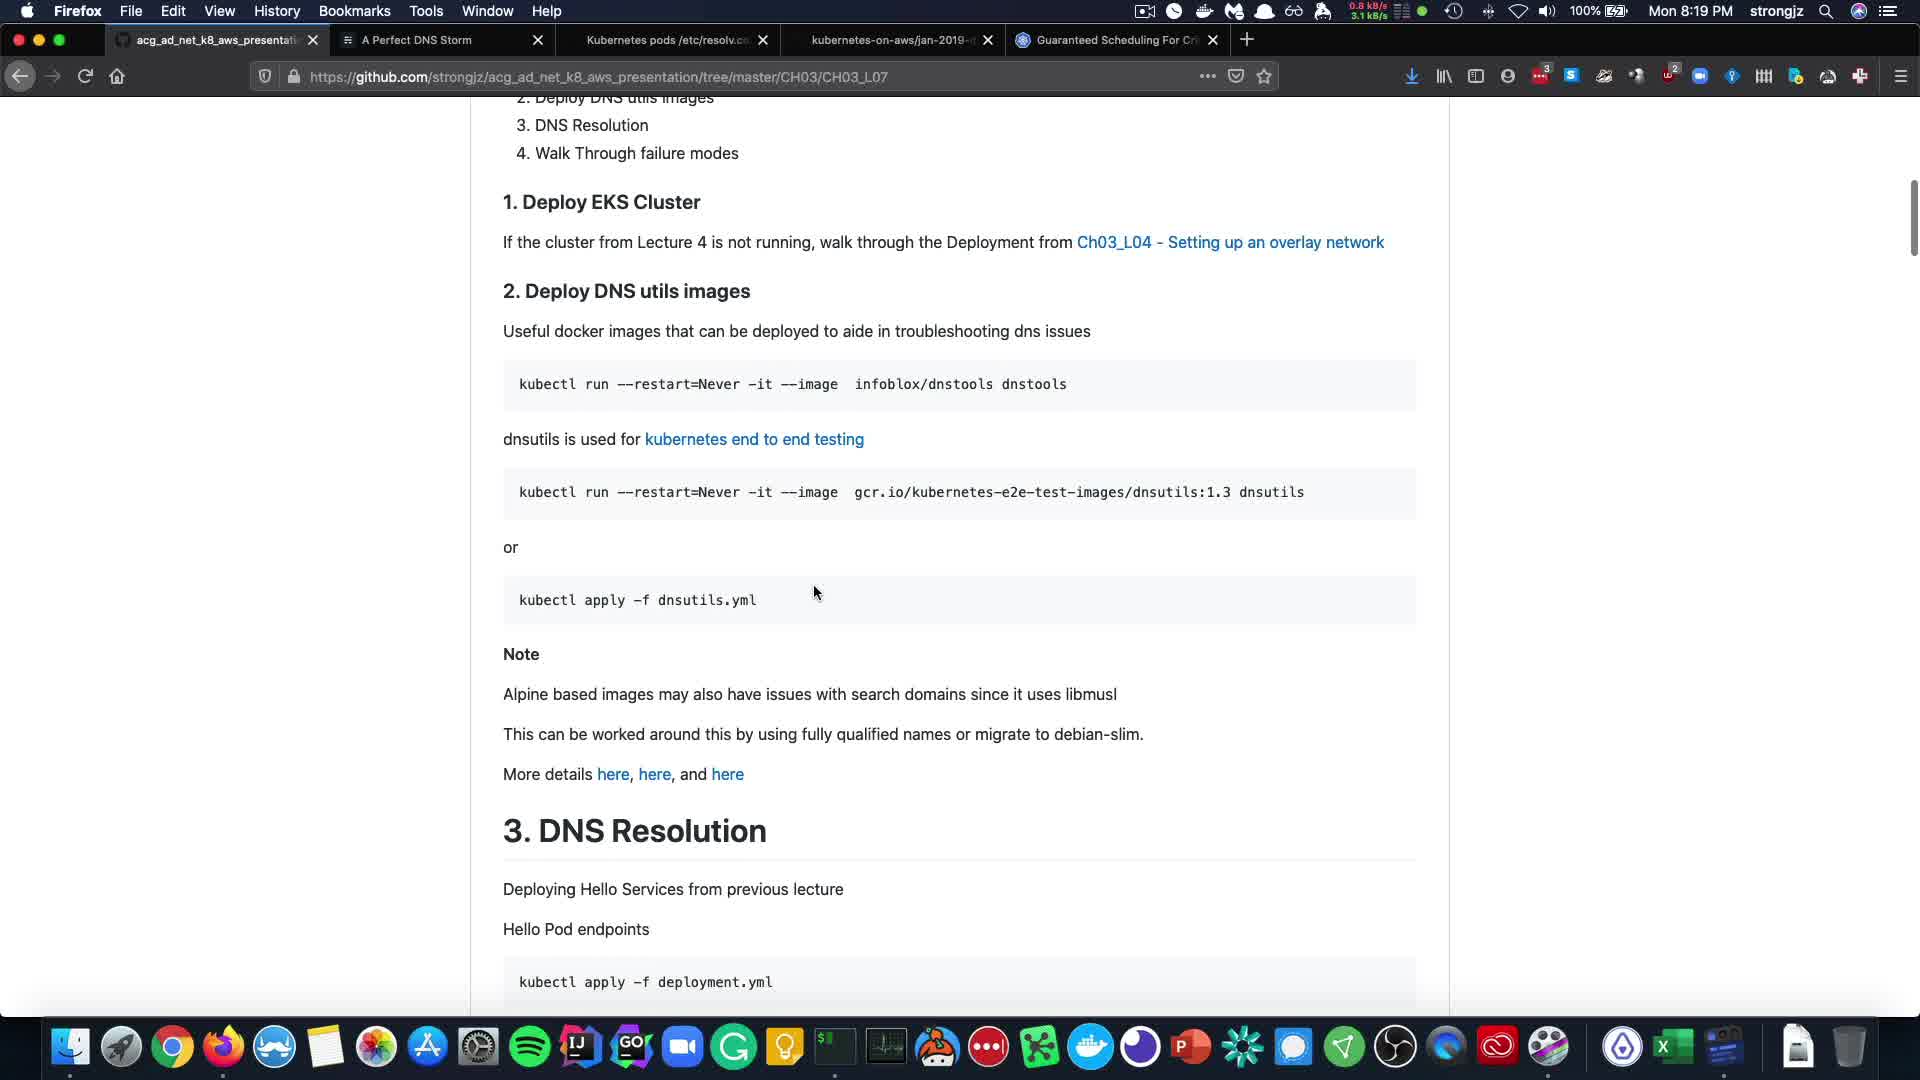 Firefox File Edit View History Bookmarks Tools Window Help
0.8 kB/s
3.1 kB/s
100% Mon 8:19 PM strongjz
acg_ad_net_k8_aws_presentati
A Perfect DNS Storm
Kubernetes pods /etc/resolv.co
kubernetes-on-aws/jan-2019-
Guaranteed Scheduling For Cri
https://github.com/strongjz/acg_ad_net_k8_aws_presentation/tree/master/CH03/CH03_L07
3
2
2. Deploy DNS utils images
3. DNS Resolution
4. Walk Through failure modes
1. Deploy EKS Cluster
If the cluster from Lecture 4 is not running, walk through the Deployment from Ch03_L04 - Setting up an overlay network
2. Deploy DNS utils images
Useful docker images that can be deployed to aide in troubleshooting dns issues
kubectl run --restart=Never -it --image  infoblox/dnstools dnstools
dnsutils is used for kubernetes end to end testing
kubectl run --restart=Never -it --image  gcr.io/kubernetes-e2e-test-images/dnsutils:1.3 dnsutils
or
kubectl apply -f dnsutils.yml
Note
Alpine based images may also have issues with search domains since it uses libmusl
This can be worked around this by using fully qualified names or migrate to debian-slim.
More details here, here, and here
3. DNS Resolution
Deploying Hello Services from previous lecture
Hello Pod endpoints
kubectl apply -f deployment.yml
IJ
GO
$
P
X